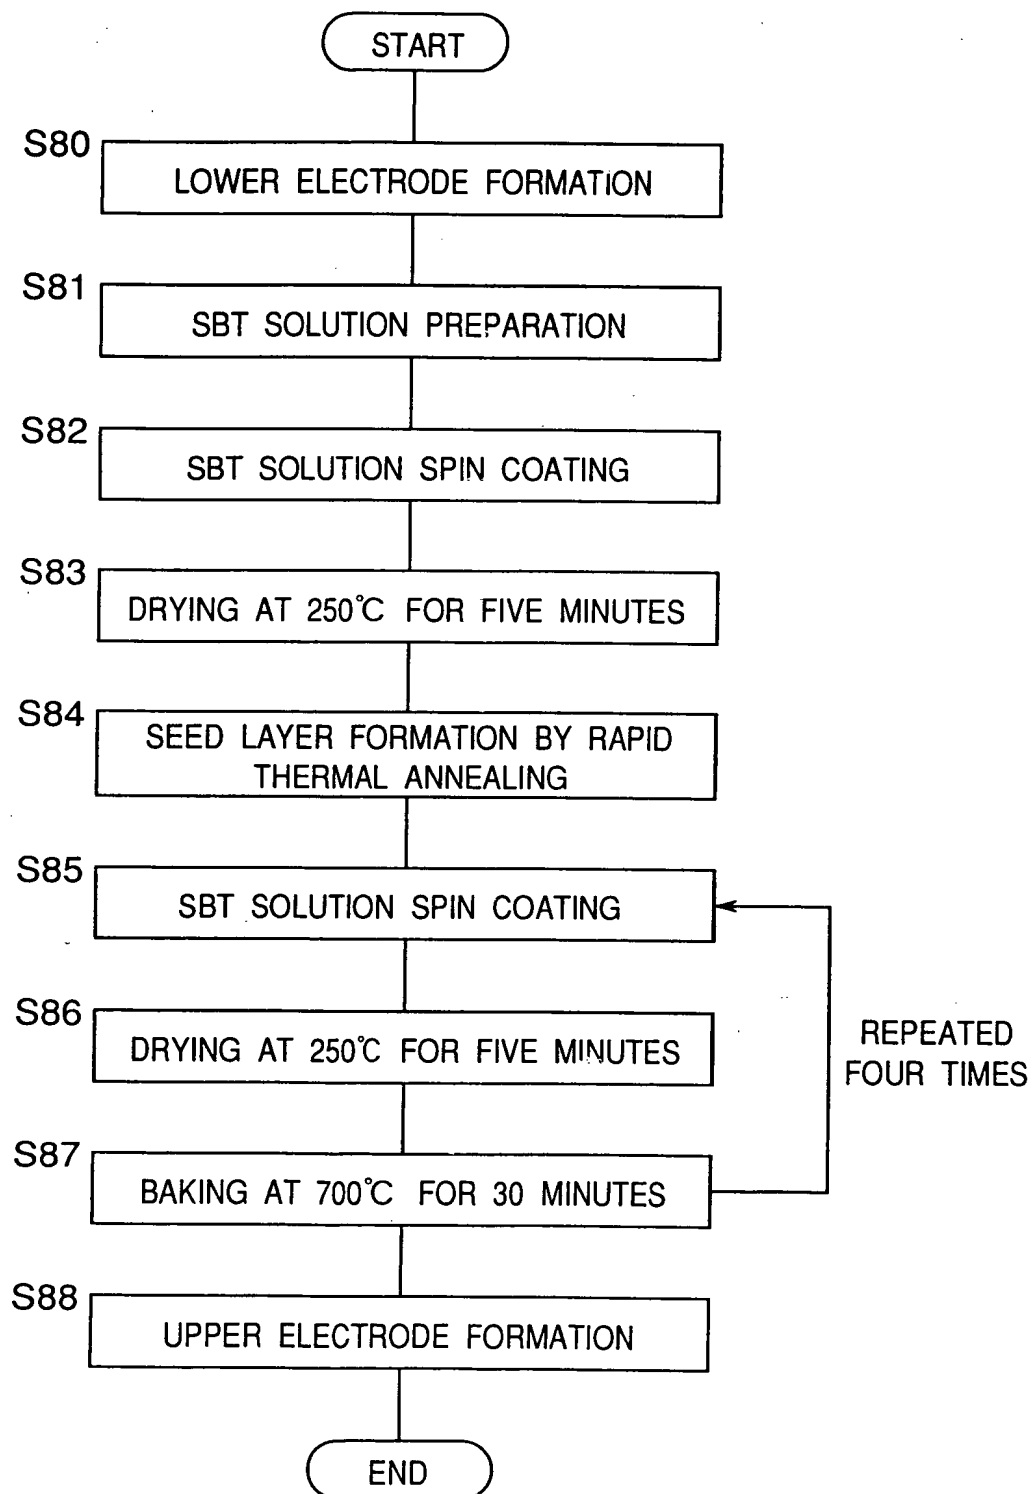 START
S80
LOWER ELECTRODE FORMATION
S81
SBT SOLUTION PREPARATION
S82
SBT SOLUTION SPIN COATING
S83
DRYING AT 250℃ FOR FIVE MINUTES
S84
SEED LAYER FORMATION BY RAPID
THERMAL ANNEALING
S85
SBT SOLUTION SPIN COATING
S86
DRYING AT 250℃ FOR FIVE MINUTES
REPEATED
FOUR TIMES
S87
BAKING AT 700℃ FOR 30 MINUTES
S88
UPPER ELECTRODE FORMATION
END